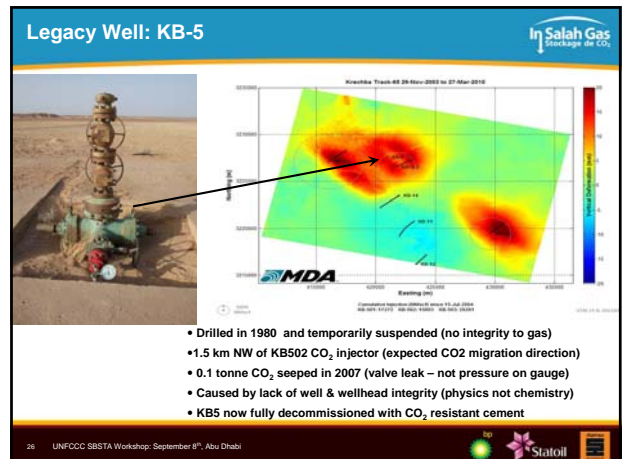 Legacy Well: KB-5
In Salah Gas
Stockage de CO₂
Krechba Track-65 29-Nov-2003 to 27-Mar-2010
Northing (m)
Vertical Deformation (mm)
KB-14
KB-11
KB-12
MDA
Easting (m)
• Drilled in 1980 and temporarily suspended (no integrity to gas)
•1.5 km NW of KB502 CO₂ injector (expected CO2 migration direction)
• 0.1 tonne CO₂ seeped in 2007 (valve leak – not pressure on gauge)
• Caused by lack of well & wellhead integrity (physics not chemistry)
• KB5 now fully decommissioned with CO₂ resistant cement
26 UNFCCC SBSTA Workshop: September 8th, Abu Dhabi
bp
Statoil